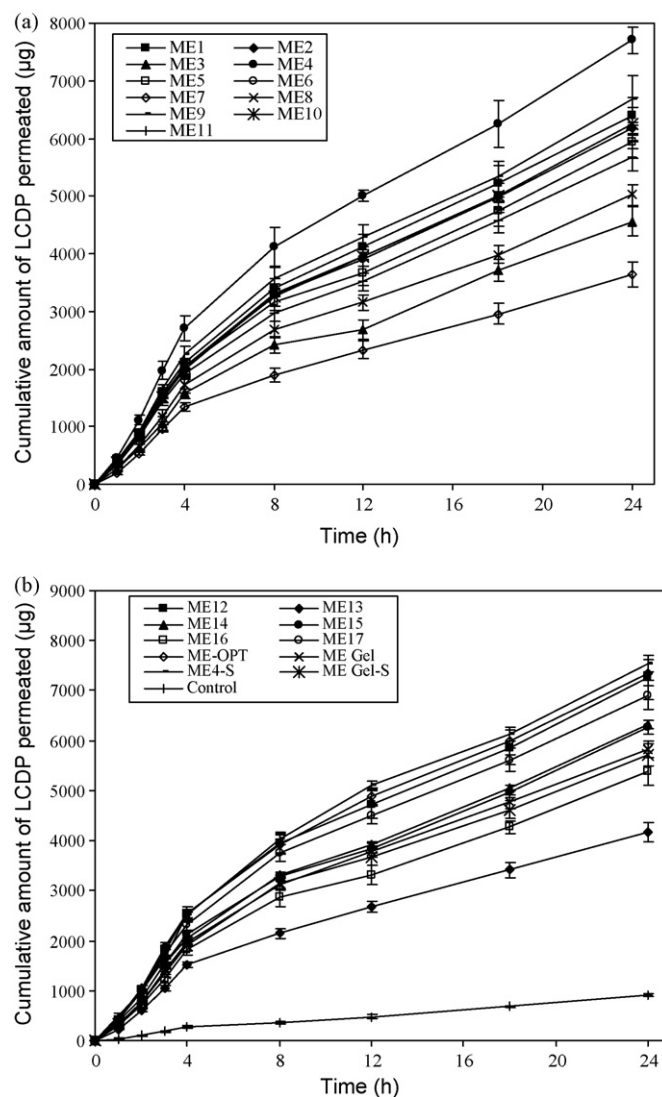 (a)
Cumulative amount of LCDP permeated (µg)
8000
7000
6000
5000
4000
3000
2000
1000
0
ME1 ME2
ME3 ME4
ME5 ME6
ME7 ME8
ME9 ME10
ME11
0 4 8 12 16 20 24
Time (h)
(b)
Cumulative amount of LCDP permeated (µg)
9000
8000
7000
6000
5000
4000
3000
2000
1000
0
ME12 ME13
ME14 ME15
ME16 ME17
ME-OPT ME Gel
ME4-S ME Gel-S
Control
0 4 8 12 16 20 24
Time (h)